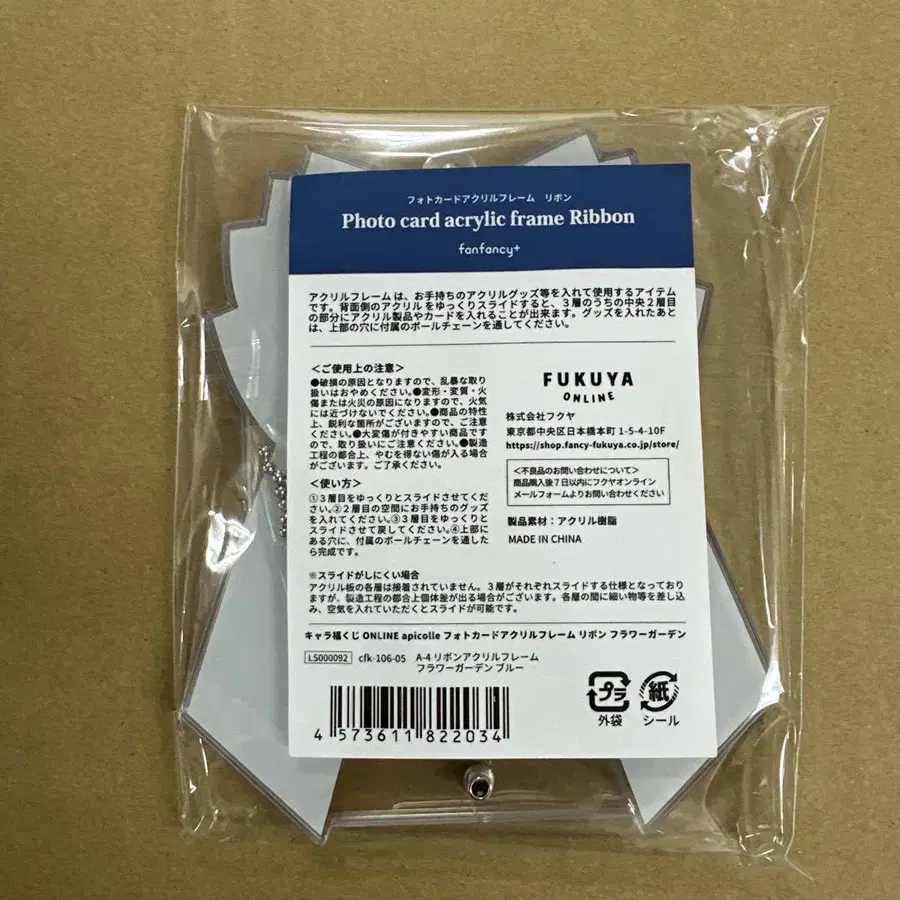 フォトカードアクリルフレーム　リボン
Photo card acrylic frame Ribbon
fanfancy+
アクリルフレームは、お手持ちのアクリルグッズ等を入れて使用するアイテム
です。背面側のアクリルをゆっくりスライドすると、3層のうちの中央2層目
の部分にアクリル製品やカードを入れることが出来ます。グッズを入れたあと
は、上部の穴に付属のボールチェーンを通してください。
＜ご使用上の注意＞
●破損の原因となりますので、乱暴な取り
扱いはおやめください。●変形・変質・火
傷または火災の原因になりますので、火気
には近づけないでください。●商品の特性
上、鋭利な箇所がございますので、ご注意
ください。●大変傷が付きやすい商品です
ので、取り扱いにご注意ください。●製造
工程の都合上、やむを得ない傷が入る場合
がございます。ご了承ください。
＜使い方＞
①3層目をゆっくりとスライドさせてくだ
さい。②2層目の空間にお手持ちのグッズ
を入れてください。③3層目をゆっくりと
スライドさせて戻してください。④上部に
ある穴に、付属のボールチェーンを通した
ら完成です。
FUKUYA
ONLINE
株式会社フクヤ
東京都中央区日本橋本町 1-5-4-10F
https://shop.fancy-fukuya.co.jp/store/
＜不良品のお問い合わせについて＞
商品購入後7日以内にフクヤオンライン
メールフォームよりお問い合わせください
製品素材：アクリル樹脂
MADE IN CHINA
※スライドがしにくい場合
アクリル板の各層は接着されていません。3層がそれぞれスライドする仕様となっており
ますが、製造工程の都合上個体差が出る場合がございます。各層の間に細い物等を差し込
み、空気を入れていただくとスライドが可能です。
キャラ福くじ ONLINE apicolle フォトカードアクリルフレーム リボン フラワーガーデン
LS000092 cfk-106-05 A-4 リボンアクリルフレーム
フラワーガーデン ブルー
4 573611 822034
プラ
外袋
紙
シール